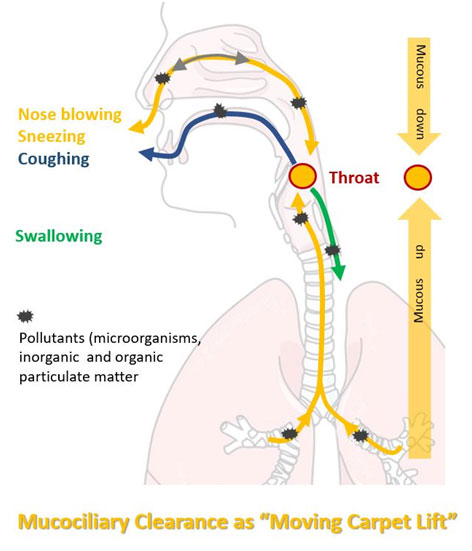 Nose blowing
Sneezing
Coughing
Throat
Swallowing
Mucous down
Mucous up
Pollutants (microorganisms,
inorganic and organic
particulate matter
Mucociliary Clearance as “Moving Carpet Lift”